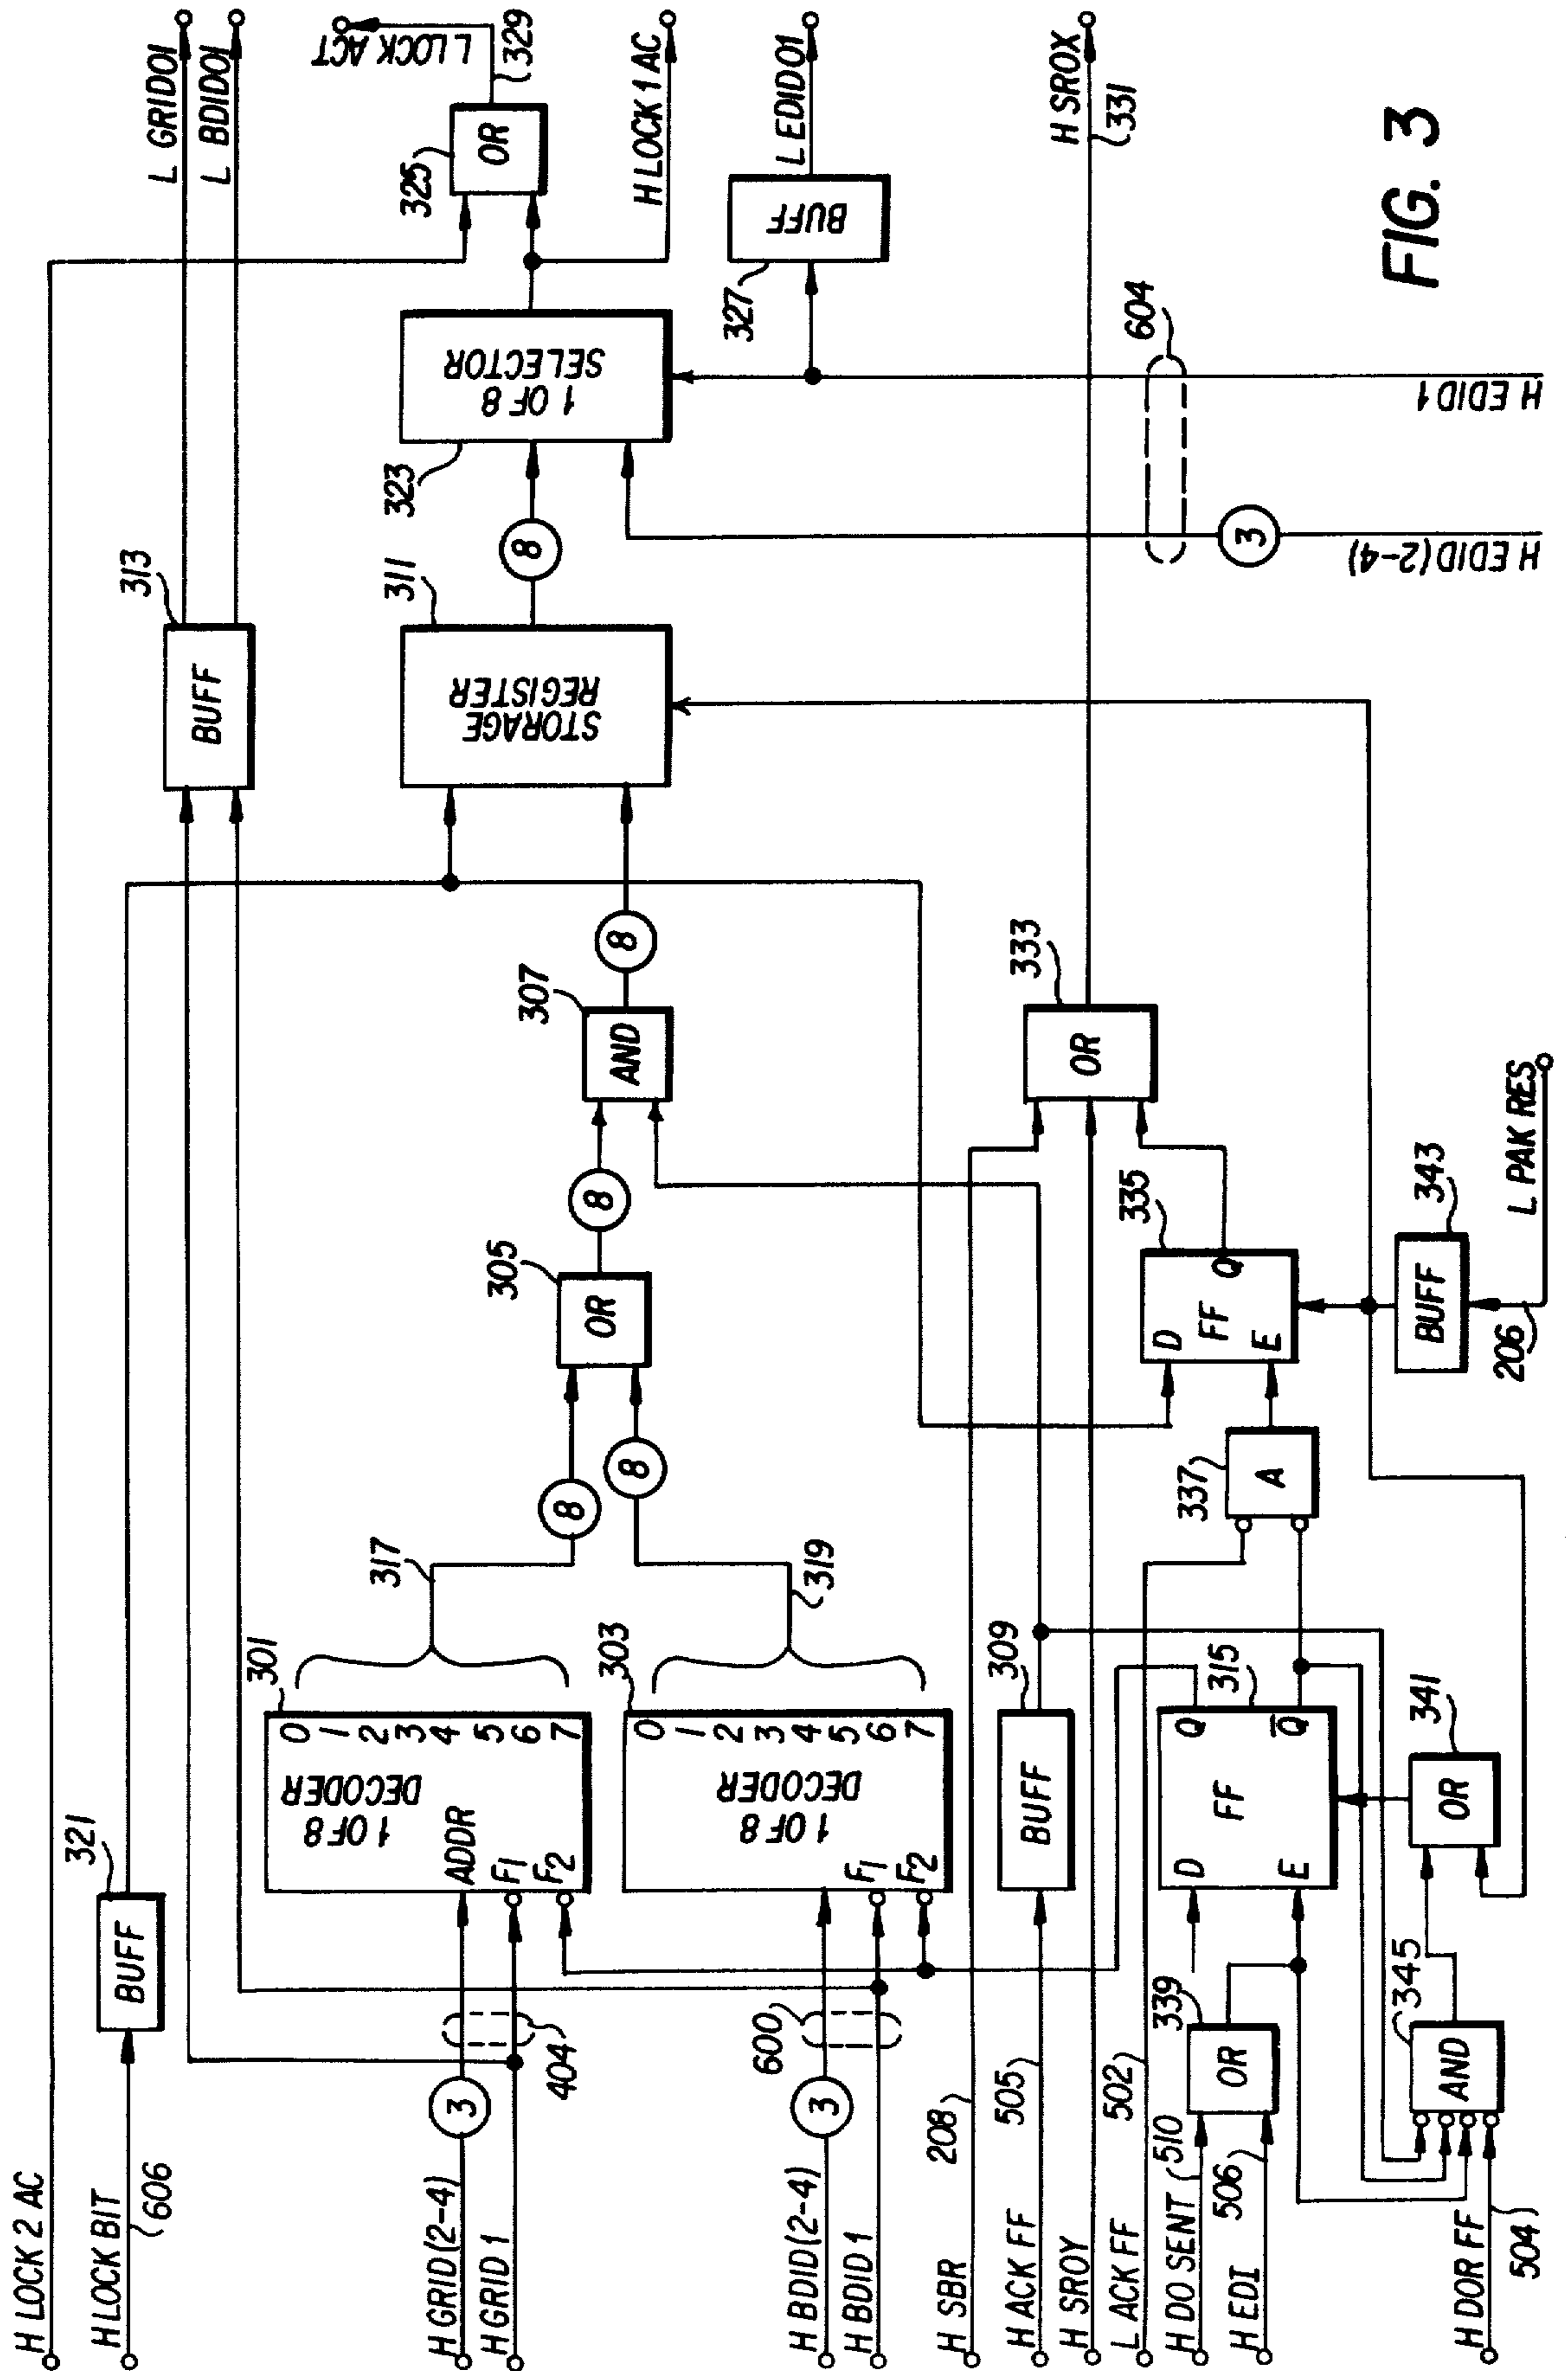 H LOCK 2 AC
H LOCK BIT
606
321
BUFF
H GRID (2-4)
3
H GRID 1
404
301
ADDR
F1
F2
1 OF 8
DECODER
0
1
2
3
4
5
6
7
317
8
H BDID (2-4)
3
H BDID 1
600
303
F1
F2
1 OF 8
DECODER
0
1
2
3
4
5
6
7
319
8
305
OR
8
307
AND
8
313
BUFF
L GRID01
L BDID01
311
STORAGE
REGISTER
8
323
1 OF 8
SELECTOR
325
OR
329
L LOCK ACT
H LOCK 1 AC
327
BUFF
L EDID01
604
3
H EDID (2-4)
H EDID 1
H SBR
208
H ACK FF
505
309
BUFF
H SROY
L ACK FF
502
H DO SENT
510
H EDI
506
339
OR
H DOR FF
504
345
AND
D
E
FF
Q
Q̅
315
341
OR
337
A
D
E
FF
Q
335
333
OR
H SROX
331
343
BUFF
206
L PAK RES
FIG. 3